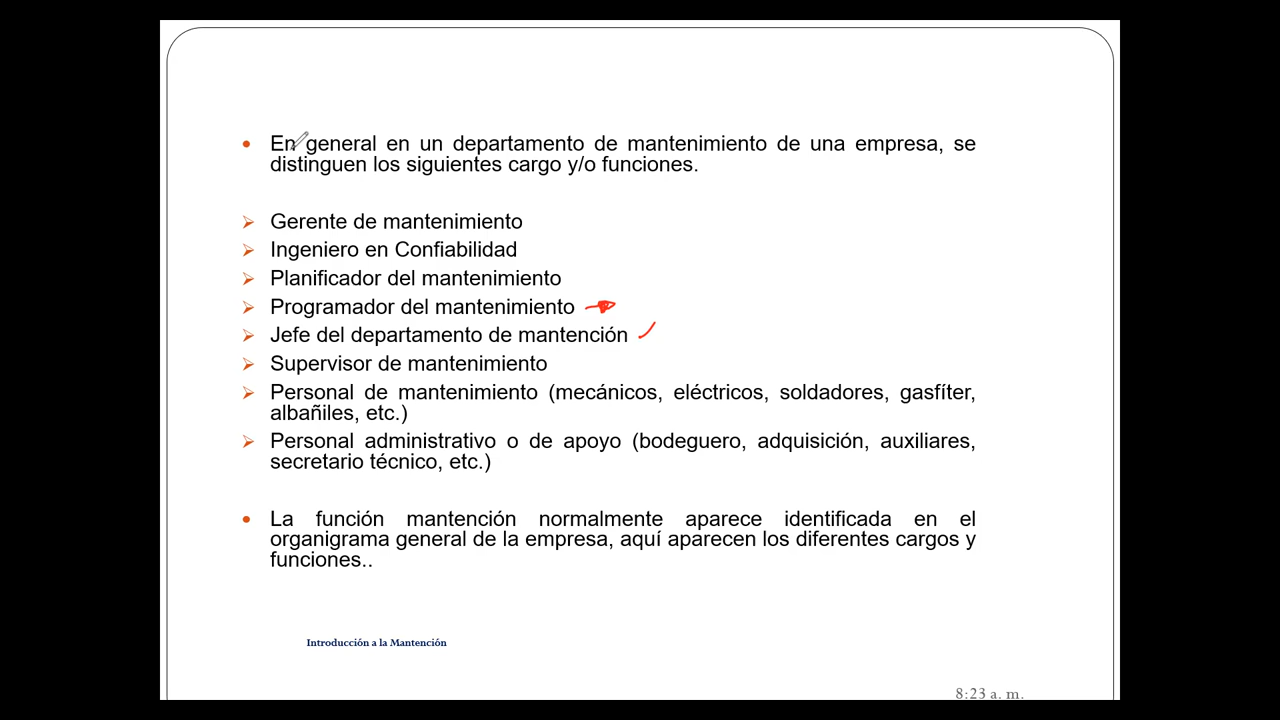 En general en un departamento de mantenimiento de una empresa, se
distinguen los siguientes cargo y/o funciones.
Gerente de mantenimiento
Ingeniero en Confiabilidad
Planificador del mantenimiento
Programador del mantenimiento
Jefe del departamento de mantención
Supervisor de mantenimiento
Personal de mantenimiento (mecánicos, eléctricos, soldadores, gasfíter,
albañiles, etc.)
Personal administrativo o de apoyo (bodeguero, adquisición, auxiliares,
secretario técnico, etc.)
La función mantención normalmente aparece identificada en el
organigrama general de la empresa, aquí aparecen los diferentes cargos y
funciones..
Introducción a la Mantención
8:23 a. m.